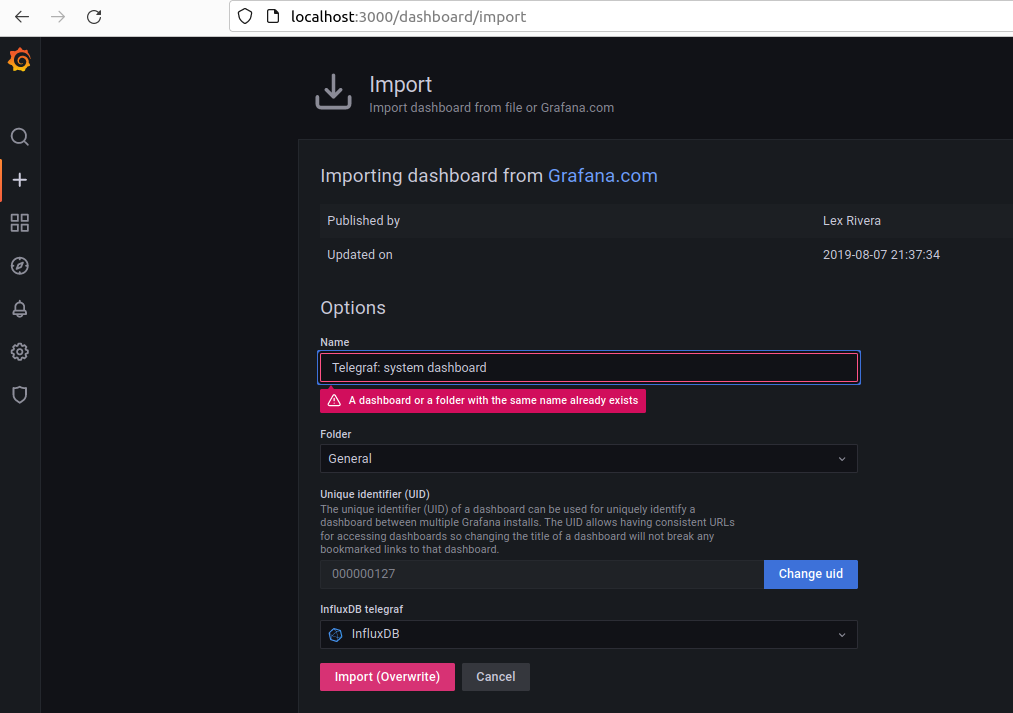 localhost:3000/dashboard/import
Import
Import dashboard from file or Grafana.com
Importing dashboard from Grafana.com
Published by Lex Rivera
Updated on 2019-08-07 21:37:34
Options
Name
Telegraf: system dashboard
A dashboard or a folder with the same name already exists
Folder
General
Unique identifier (UID)
The unique identifier (UID) of a dashboard can be used for uniquely identify a
dashboard between multiple Grafana installs. The UID allows having consistent URLs
for accessing dashboards so changing the title of a dashboard will not break any
bookmarked links to that dashboard.
000000127 Change uid
InfluxDB telegraf
InfluxDB
Import (Overwrite) Cancel